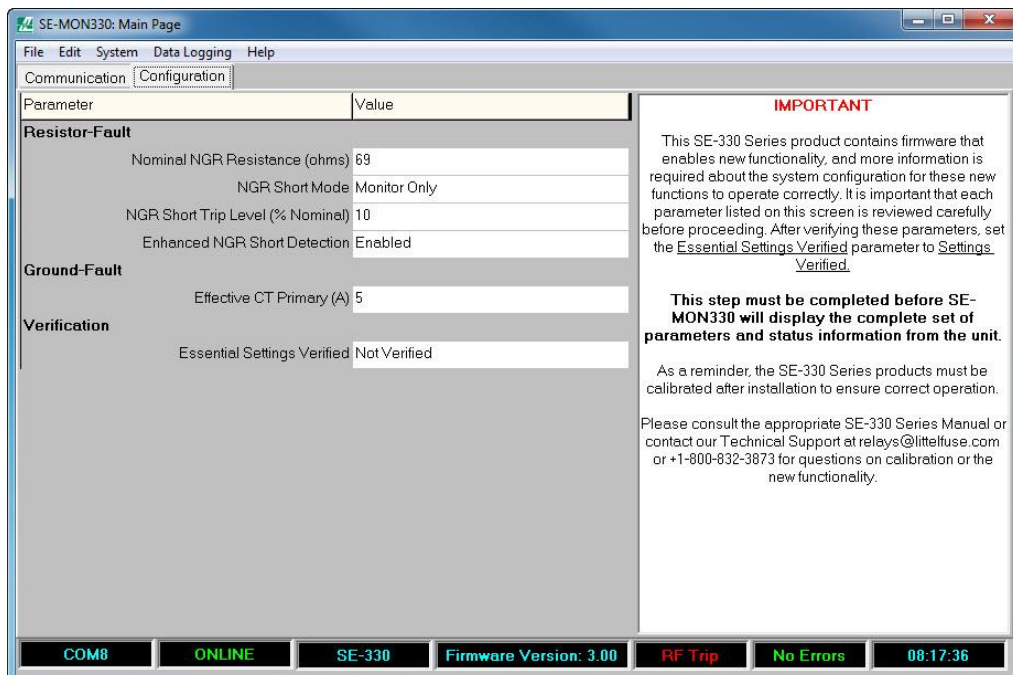 SE-MON330: Main Page
File Edit System Data Logging Help
Communication Configuration
Parameter Value
Resistor-Fault
Nominal NGR Resistance (ohms) 69
NGR Short Mode Monitor Only
NGR Short Trip Level (% Nominal) 10
Enhanced NGR Short Detection Enabled
Ground-Fault
Effective CT Primary (A) 5
Verification
Essential Settings Verified Not Verified
IMPORTANT
This SE-330 Series product contains firmware that
enables new functionality, and more information is
required about the system configuration for these new
functions to operate correctly. It is important that each
parameter listed on this screen is reviewed carefully
before proceeding. After verifying these parameters, set
the Essential Settings Verified parameter to Settings
Verified.
This step must be completed before SE-
MON330 will display the complete set of
parameters and status information from the unit.
As a reminder, the SE-330 Series products must be
calibrated after installation to ensure correct operation.
Please consult the appropriate SE-330 Series Manual or
contact our Technical Support at relays@littelfuse.com
or +1-800-832-3873 for questions on calibration or the
new functionality.
COM8 ONLINE SE-330 Firmware Version: 3.00 RF Trip No Errors 08:17:36